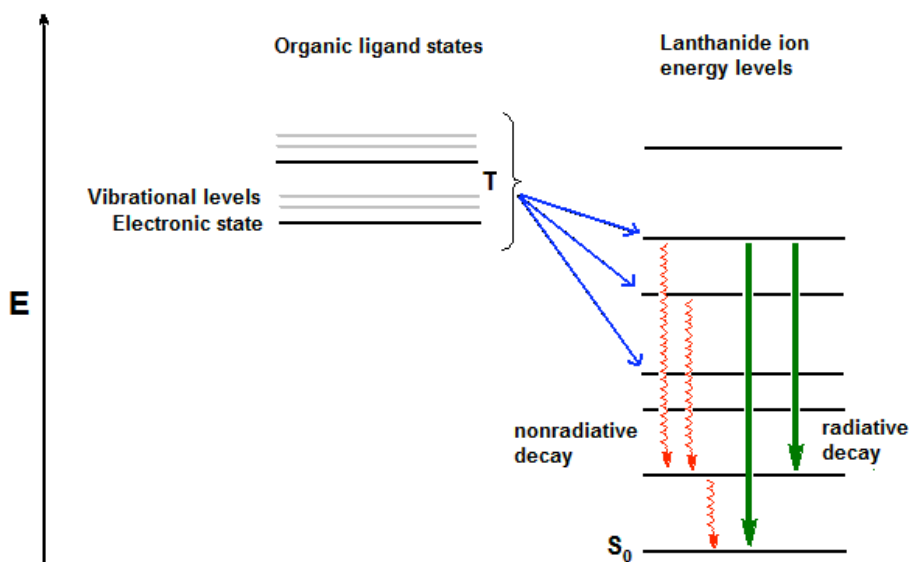 Organic ligand states
Lanthanide ion
energy levels
T
Vibrational levels
Electronic state
E
nonradiative
decay
radiative
decay
S₀